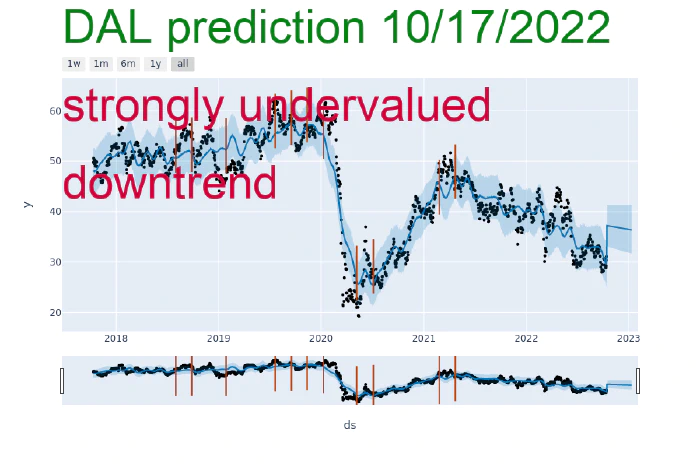 DAL prediction 10/17/2022
1w 1m 6m 1y all
strongly undervalued
downtrend
60
50
40
30
20
y
2018 2019 2020 2021 2022 2023
ds